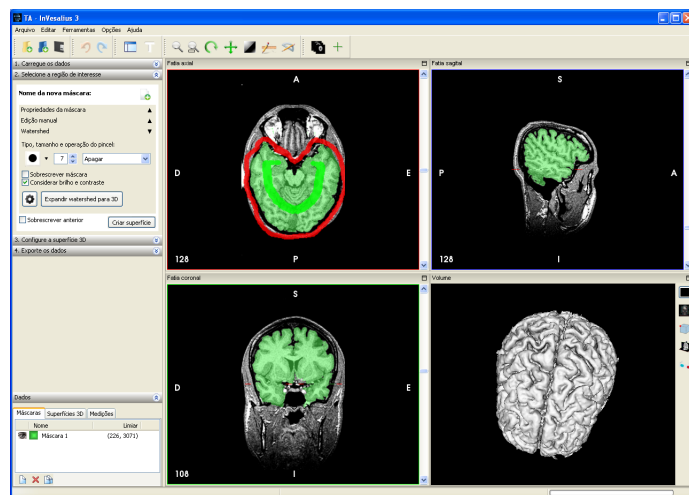 TA - InVesalius 3
Arquivo Editar Ferramentas Opções Ajuda
1. Carregue os dados
2. Selecione a região de interesse
Nome da nova máscara:
Propriedades da máscara
Edição manual
Watershed
Tipo, tamanho e operação do pincel:
7 Apagar
Sobrescrever máscara
Considerar brilho e contraste
Expandir watershed para 3D
Sobrescrever anterior Criar superfície
3. Configure a superfície 3D
4. Exporte os dados
Dados
Máscaras Superfícies 3D Medições
Nome Limiar
Máscara 1 (226, 3071)
Fatia axial
A
D E
128 P
Fatia sagital
S
P A
128 I
Fatia coronal
S
D E
108 I
Volume